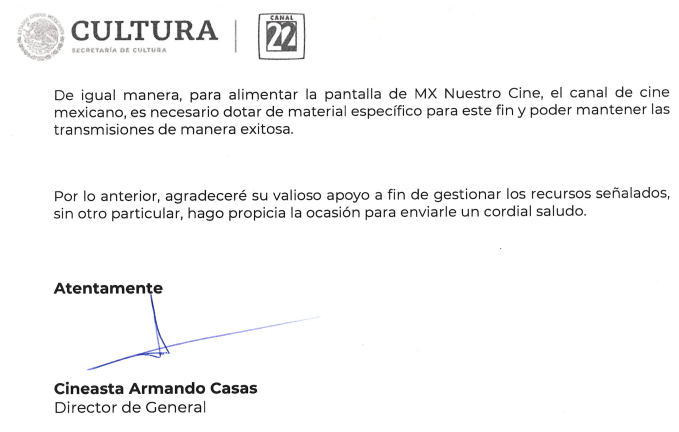 CULTURA
SECRETARÍA DE CULTURA
CANAL
22
De igual manera, para alimentar la pantalla de MX Nuestro Cine, el canal de cine
mexicano, es necesario dotar de material específico para este fin y poder mantener las
transmisiones de manera exitosa.
Por lo anterior, agradeceré su valioso apoyo a fin de gestionar los recursos señalados,
sin otro particular, hago propicia la ocasión para enviarle un cordial saludo.
Atentamente
Cineasta Armando Casas
Director de General